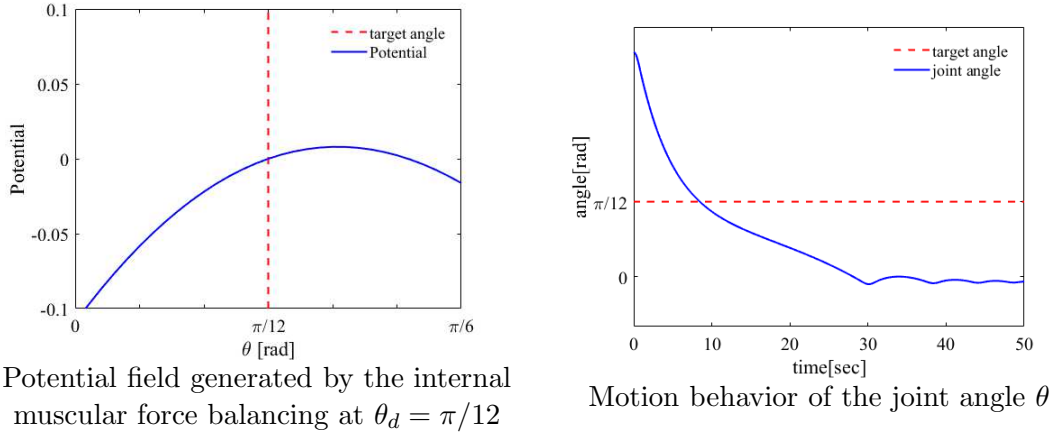 0.1
0.05
0
-0.05
-0.1
Potential
target angle
Potential
0
π/12
π/6
θ [rad]
Potential field generated by the internal
muscular force balancing at θ_d = π/12
angle[rad]
π/12
0
target angle
joint angle
0
10
20
30
40
50
time[sec]
Motion behavior of the joint angle θ